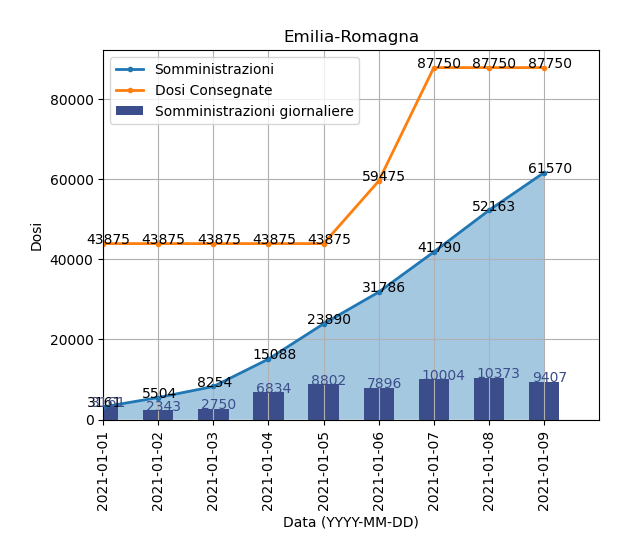 Emilia-Romagna
Somministrazioni
Dosi Consegnate
Somministrazioni giornaliere
87750 87750 87750
59475
43875 43875 43875 43875 43875
61570
52163
41790
31786
23890
15088
8254
5504
3161
3161 2343 2750 6834 8802 7896 10004 10373 9407
80000
60000
40000
20000
0
Dosi
2021-01-01
2021-01-02
2021-01-03
2021-01-04
2021-01-05
2021-01-06
2021-01-07
2021-01-08
2021-01-09
Data (YYYY-MM-DD)